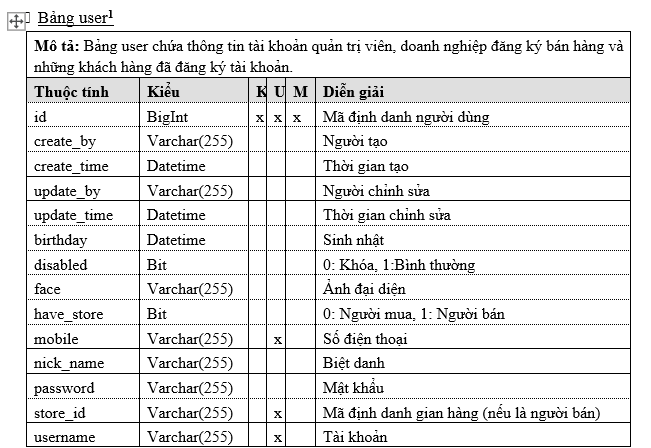 Bảng user1
Mô tả: Bảng user chứa thông tin tài khoản quản trị viên, doanh nghiệp đăng ký bán hàng và
những khách hàng đã đăng ký tài khoản.
Thuộc tính Kiểu K U M Diễn giải
id BigInt x x x Mã định danh người dùng
create_by Varchar(255) Người tạo
create_time Datetime Thời gian tạo
update_by Varchar(255) Người chỉnh sửa
update_time Datetime Thời gian chỉnh sửa
birthday Datetime Sinh nhật
disabled Bit 0: Khóa, 1:Bình thường
face Varchar(255) Ảnh đại diện
have_store Bit 0: Người mua, 1: Người bán
mobile Varchar(255) x Số điện thoại
nick_name Varchar(255) Biệt danh
password Varchar(255) Mật khẩu
store_id Varchar(255) x Mã định danh gian hàng (nếu là người bán)
username Varchar(255) x Tài khoản